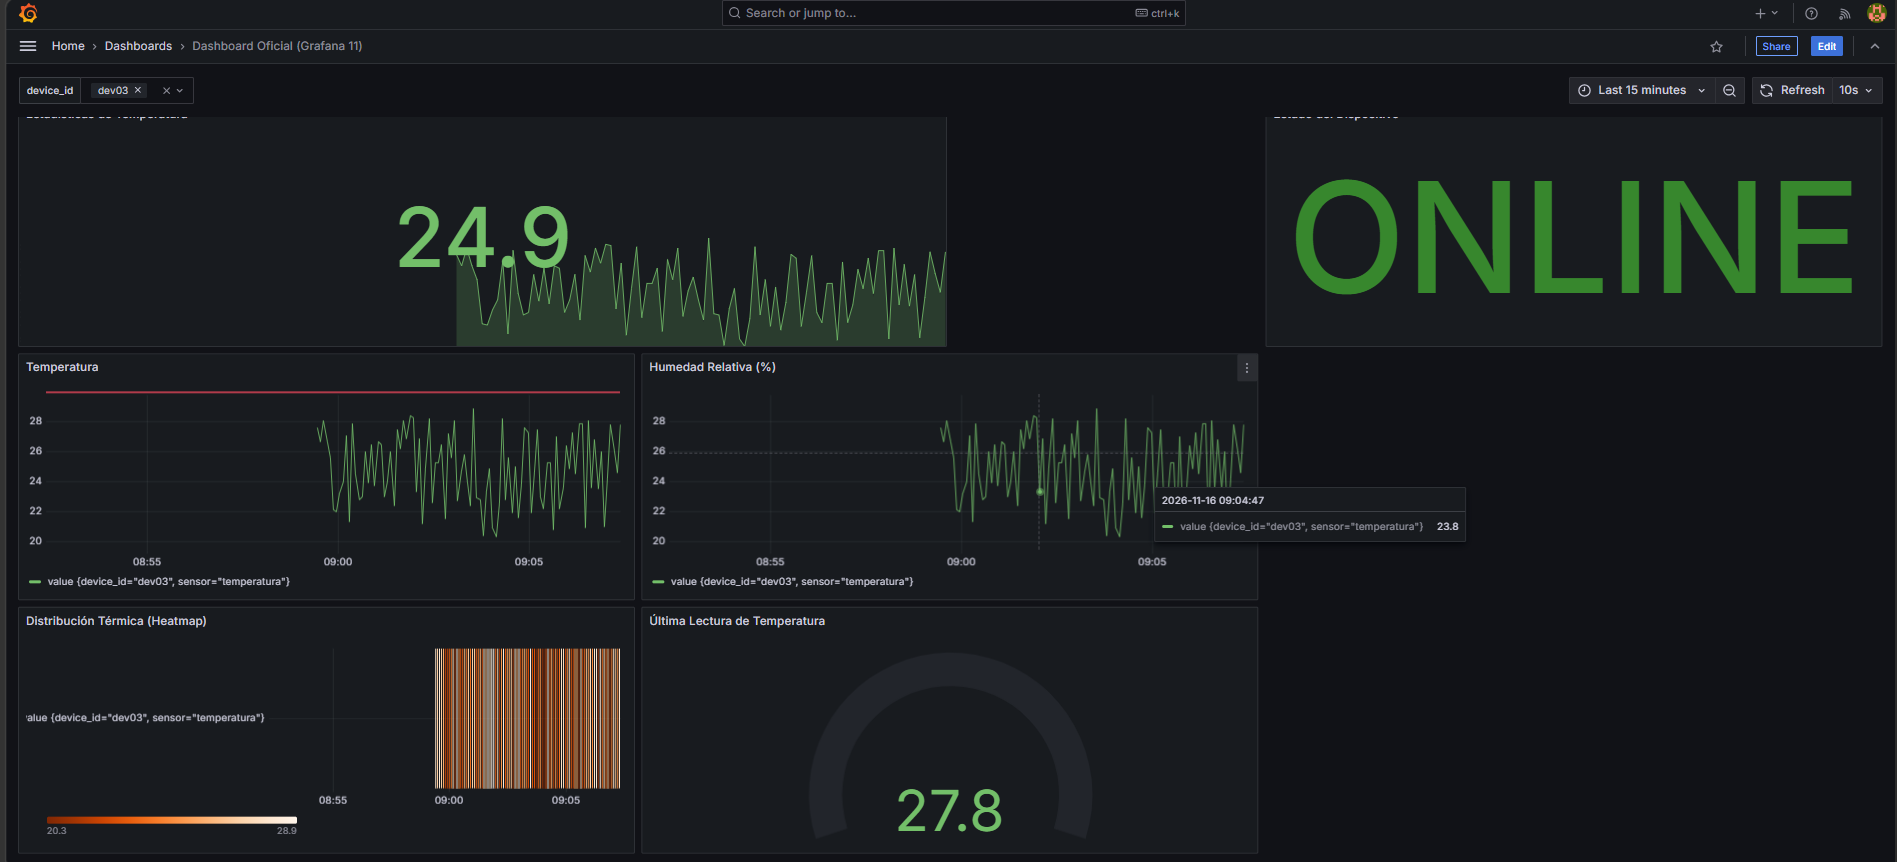 Search or jump to...
ctrl+k
Home › Dashboards › Dashboard Oficial (Grafana 11)
Share
Edit
device_id
dev03
Last 15 minutes
Refresh
10s
24.9
ONLINE
Temperatura
28
26
24
22
20
08:55
09:00
09:05
value {device_id="dev03", sensor="temperatura"}
Humedad Relativa (%)
28
26
24
22
20
08:55
09:00
09:05
value {device_id="dev03", sensor="temperatura"}
2026-11-16 09:04:47
value {device_id="dev03", sensor="temperatura"} 23.8
Distribución Térmica (Heatmap)
alue {device_id="dev03", sensor="temperatura"}
08:55
09:00
09:05
20.3
28.9
Última Lectura de Temperatura
27.8